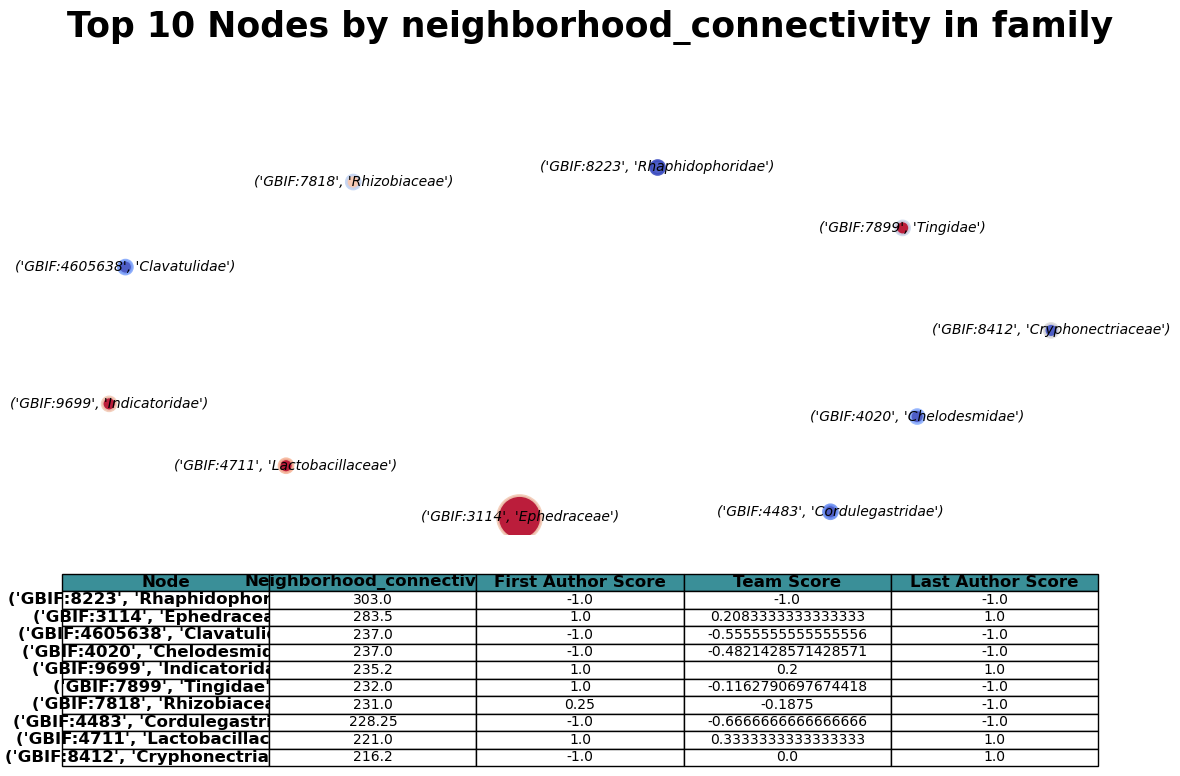 Top 10 Nodes by neighborhood_connectivity in family
('GBIF:8223', 'Rhaphidophoridae')
('GBIF:7818', 'Rhizobiaceae')
('GBIF:7899', 'Tingidae')
('GBIF:4605638', 'Clavatulidae')
('GBIF:8412', 'Cryphonectriaceae')
('GBIF:9699', 'Indicatoridae')
('GBIF:4020', 'Chelodesmidae')
('GBIF:4711', 'Lactobacillaceae')
('GBIF:3114', 'Ephedraceae')
('GBIF:4483', 'Cordulegastridae')
Node Neighborhood_connectiv First Author Score Team Score Last Author Score
('GBIF:8223', 'Rhaphidophor 303.0 -1.0 -1.0 -1.0
('GBIF:3114', 'Ephedracea 283.5 1.0 0.2083333333333333 1.0
('GBIF:4605638', 'Clavatulid 237.0 -1.0 -0.5555555555555556 -1.0
('GBIF:4020', 'Chelodesmid 237.0 -1.0 -0.4821428571428571 -1.0
('GBIF:9699', 'Indicatorida 235.2 1.0 0.2 1.0
('GBIF:7899', 'Tingidae' 232.0 1.0 -0.1162790697674418 -1.0
('GBIF:7818', 'Rhizobiacea 231.0 0.25 -0.1875 -1.0
('GBIF:4483', 'Cordulegastri 228.25 -1.0 -0.6666666666666666 -1.0
('GBIF:4711', 'Lactobacillac 221.0 1.0 0.3333333333333333 1.0
('GBIF:8412', 'Cryphonectria 216.2 -1.0 0.0 1.0